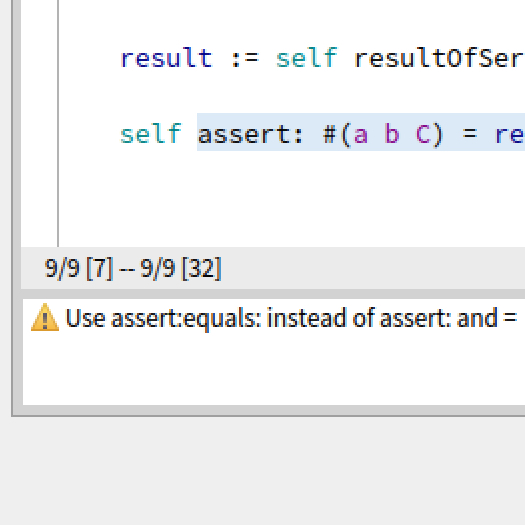 result := self resultOfSer
self assert: #(a b C) = re
9/9 [7] -- 9/9 [32]
Use assert:equals: instead of assert: and =